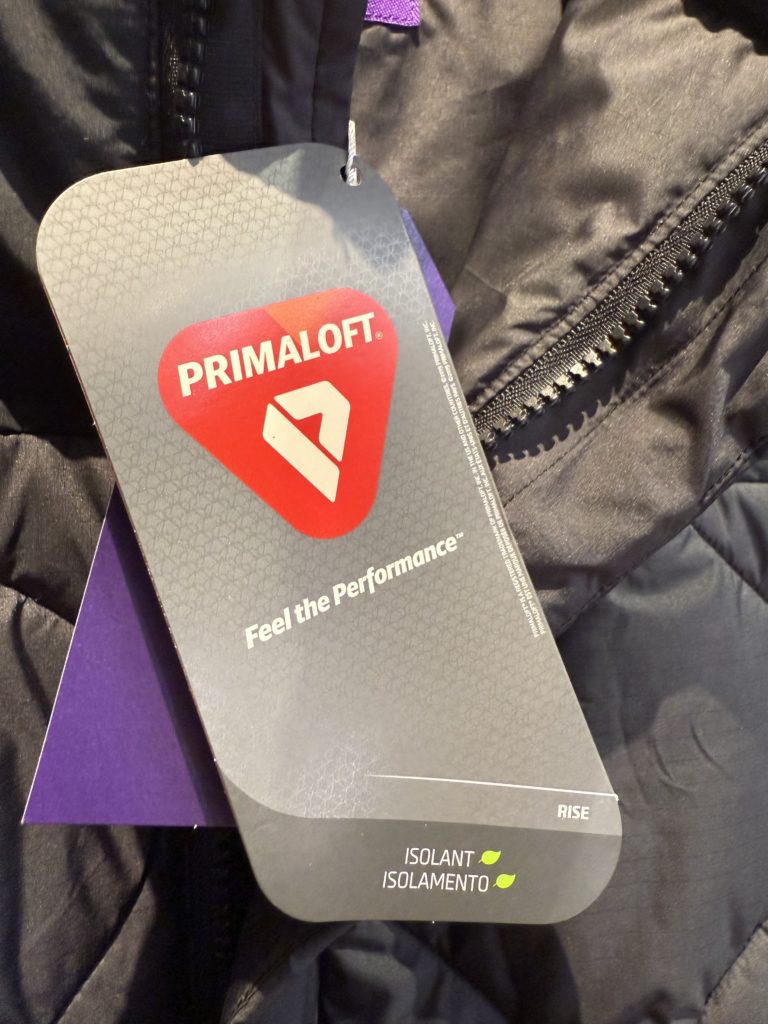 PRIMALOFT®
Feel the Performance™
RISE
ISOLANT
ISOLAMENTO